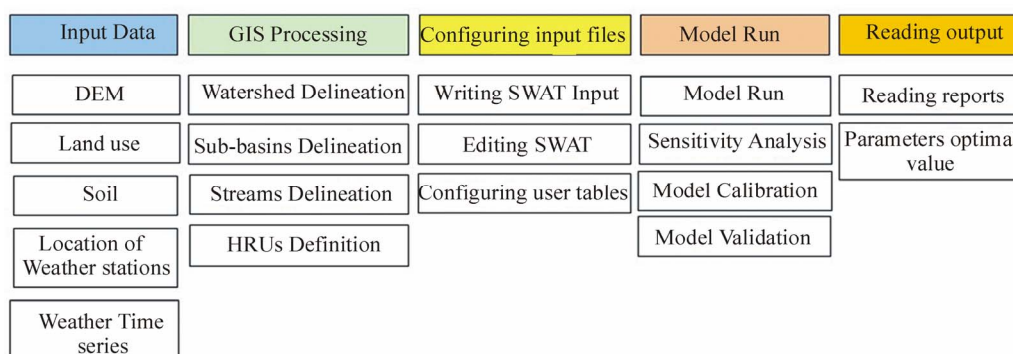 Input Data
DEM
Land use
Soil
Location of
Weather stations
Weather Time
series
GIS Processing
Watershed Delineation
Sub-basins Delineation
Streams Delineation
HRUs Definition
Configuring input files
Writing SWAT Input
Editing SWAT
Configuring user tables
Model Run
Model Run
Sensitivity Analysis
Model Calibration
Model Validation
Reading output
Reading reports
Parameters optima
value